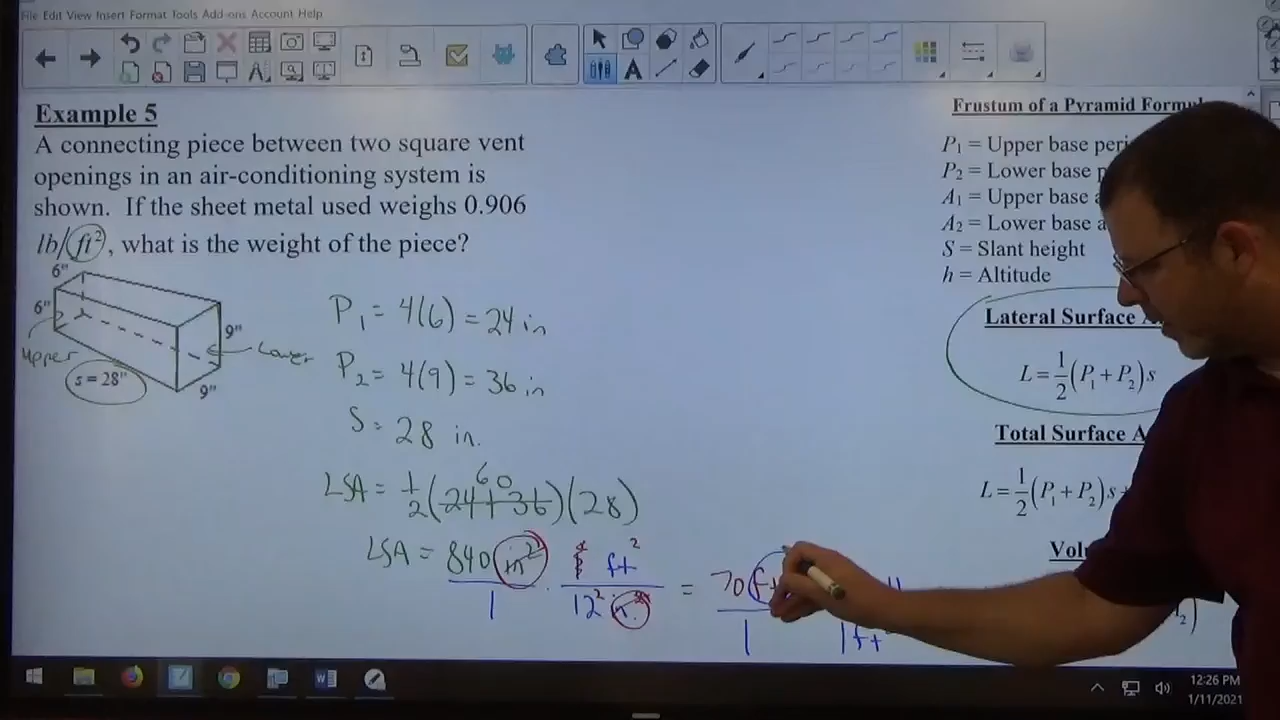 File Edit View Insert Format Tools Add-ons Account Help
Example 5
A connecting piece between two square vent
openings in an air-conditioning system is
shown. If the sheet metal used weighs 0.906
lb/ft², what is the weight of the piece?
6"
6"
9"
9"
Upper
Lower
s = 28"
P₁ = 4(6) = 24 in
P₂ = 4(9) = 36 in
S = 28 in.
60
LSA = 1/2 (24+36)(28)
LSA = 840 in²/1 · ft²/12² in² = 70 /1
1ft
Frustum of a Pyramid
P₁ = Upper base
P₂ = Lower base
A₁ = Upper base
A₂ = Lower base
S = Slant height
h = Altitude
Lateral Surface
L = 1/2 (P₁ + P₂)s
Total Surface
L = 1/2 (P₁ + P₂)s
12:26 PM
1/11/2021